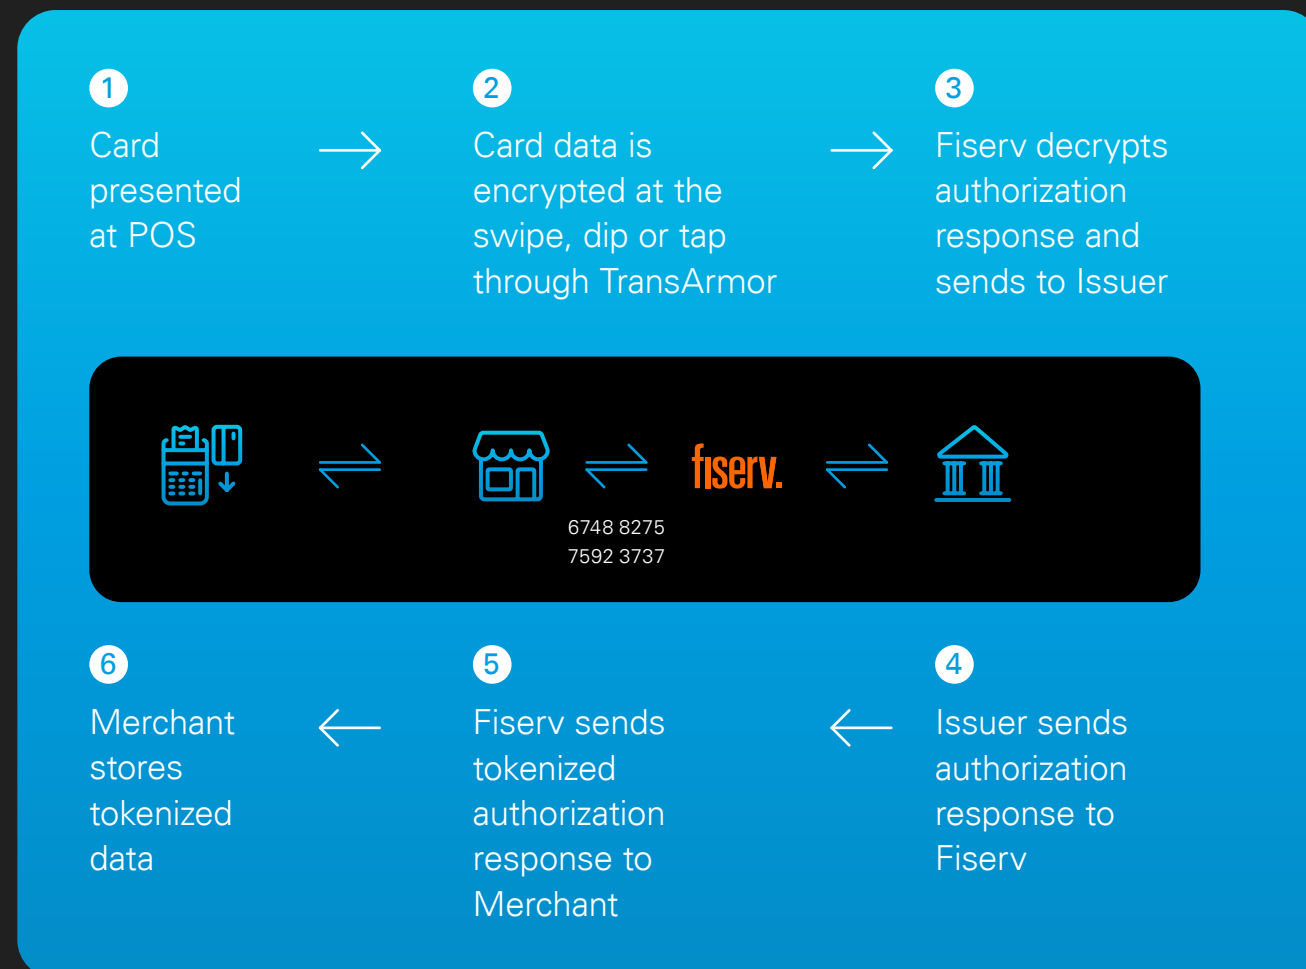 1
Card
presented
at POS
2
Card data is
encrypted at the
swipe, dip or tap
through TransArmor
3
Fiserv decrypts
authorization
response and
sends to Issuer
fiserv.
6748 8275
7592 3737
6
Merchant
stores
tokenized
data
5
Fiserv sends
tokenized
authorization
response to
Merchant
4
Issuer sends
authorization
response to
Fiserv